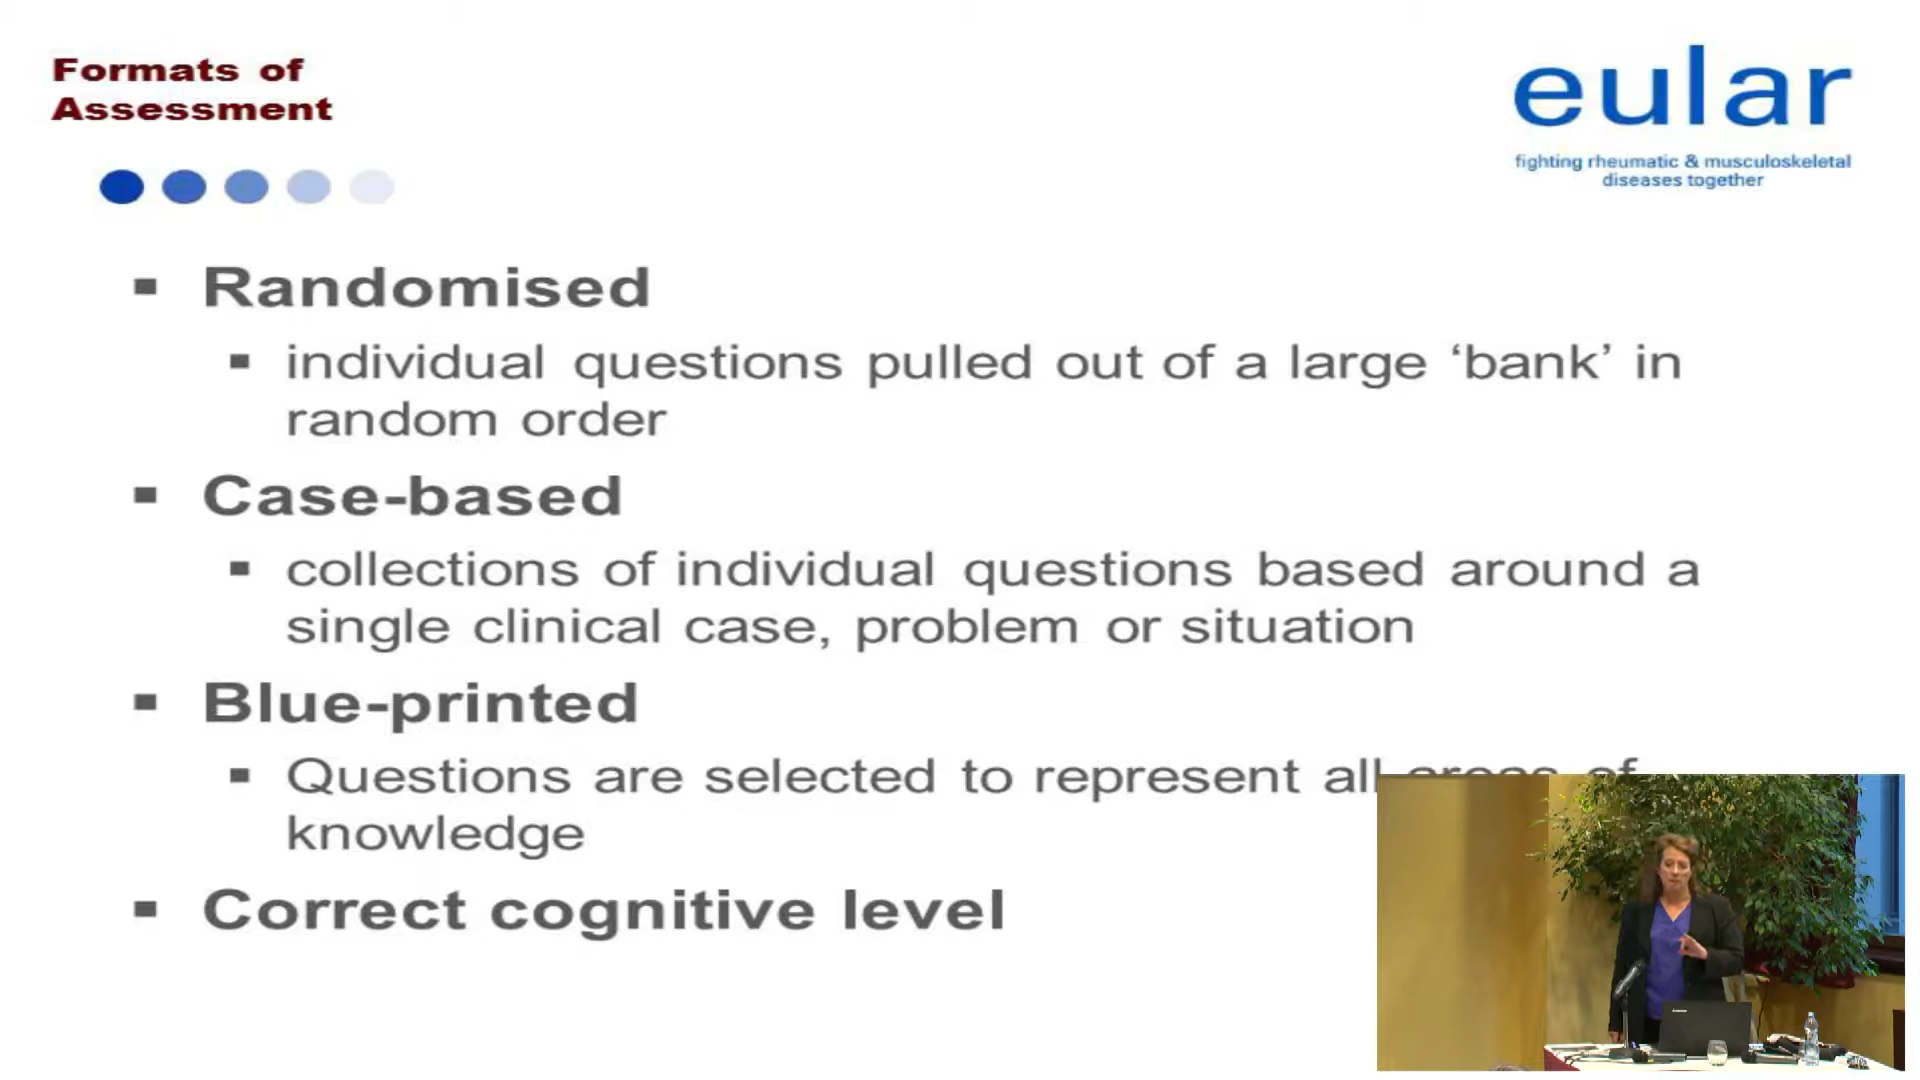 Formats of
Assessment
eular
fighting rheumatic & musculoskeletal
diseases together
Randomised
individual questions pulled out of a large ‘bank’ in
random order
Case-based
collections of individual questions based around a
single clinical case, problem or situation
Blue-printed
Questions are selected to represent all areas of
knowledge
Correct cognitive level